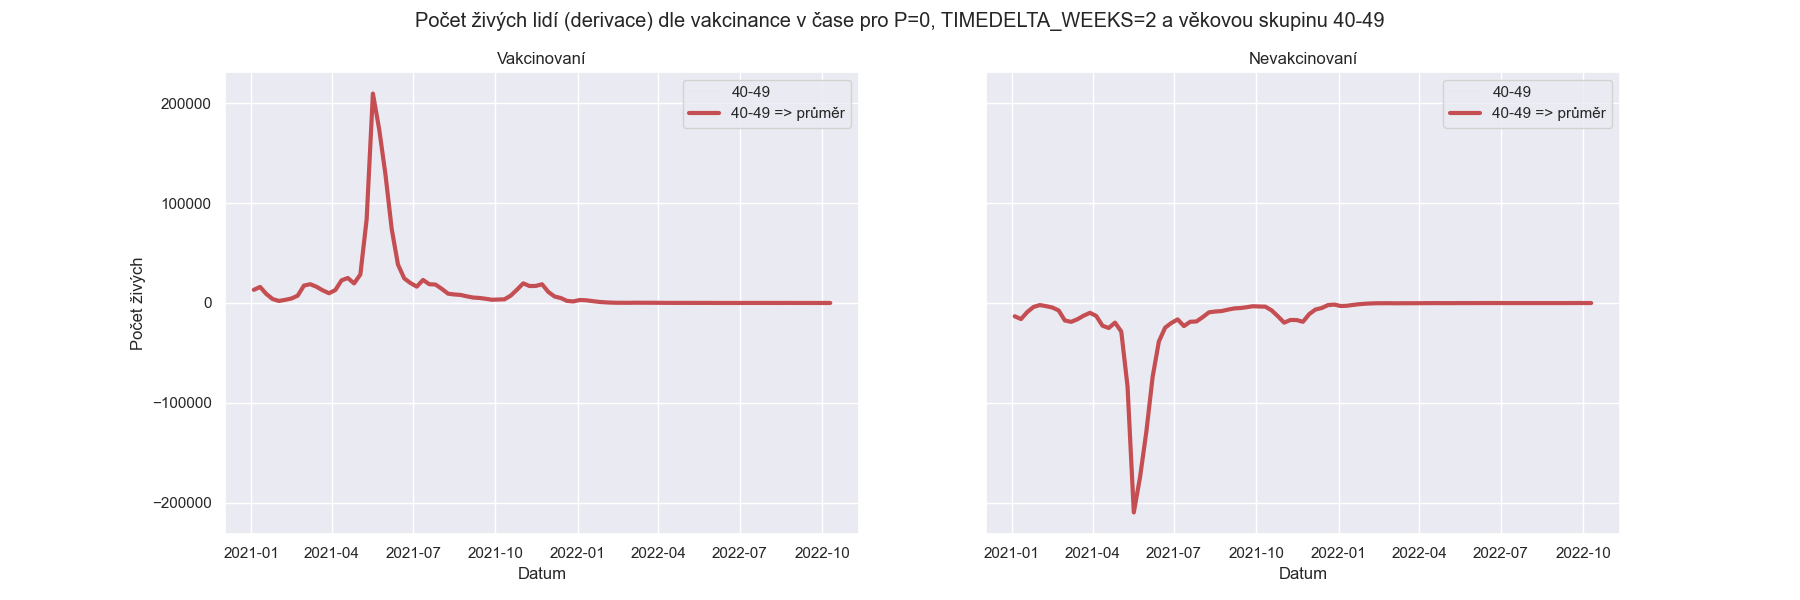 Počet živých lidí (derivace) dle vakcinance v čase pro P=0, TIMEDELTA_WEEKS=2 a věkovou skupinu 40-49
Vakcinovaní
40-49
40-49 => průměr
Počet živých
200000
100000
0
−100000
−200000
2021-01 2021-04 2021-07 2021-10 2022-01 2022-04 2022-07 2022-10
Datum
Nevakcinovaní
40-49
40-49 => průměr
2021-01 2021-04 2021-07 2021-10 2022-01 2022-04 2022-07 2022-10
Datum